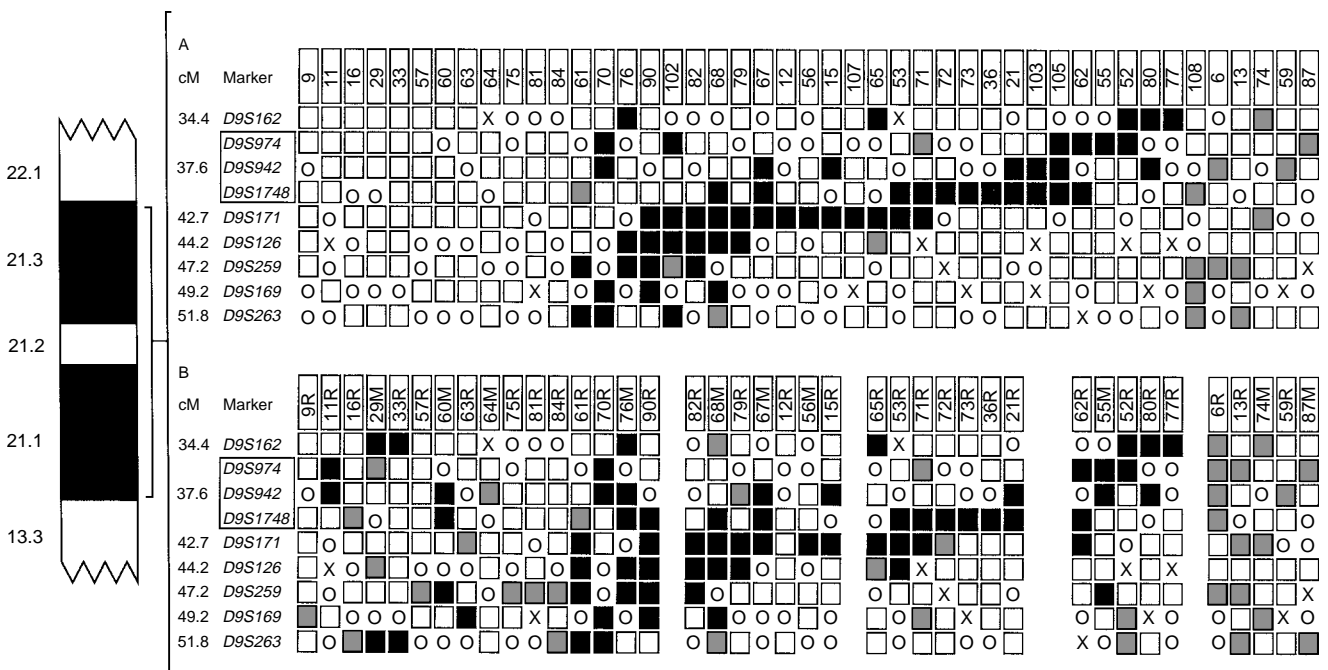 22.1
21.3
21.2
21.1
13.3
A
cM Marker 9 11 16 29 33 57 60 63 64 75 81 84 61 70 76 90 102 82 68 79 67 12 56 15 107 65 53 71 72 73 36 21 103 105 62 55 52 80 77 108 6 13 74 59 87
34.4 D9S162
D9S974
37.6 D9S942
D9S1748
42.7 D9S171
44.2 D9S126
47.2 D9S259
49.2 D9S169
51.8 D9S263
B
cM Marker 9R 11R 16R 29M 33R 57R 60M 63R 64M 75R 81R 84R 61R 70R 76M 90R 82R 68M 79R 67M 12R 56M 15R 65R 53R 71R 72R 73R 36R 21R 62R 55M 52R 80R 77R 6R 13R 74M 59R 87M
34.4 D9S162
D9S974
37.6 D9S942
D9S1748
42.7 D9S171
44.2 D9S126
47.2 D9S259
49.2 D9S169
51.8 D9S263